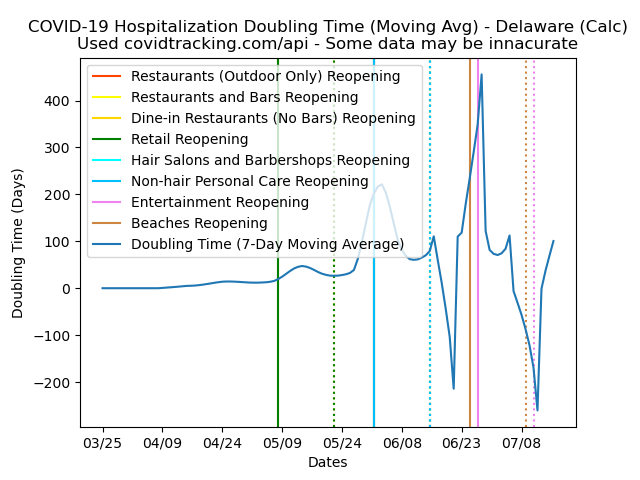 COVID-19 Hospitalization Doubling Time (Moving Avg) - Delaware (Calc)
Used covidtracking.com/api - Some data may be innacurate
Restaurants (Outdoor Only) Reopening
Restaurants and Bars Reopening
Dine-in Restaurants (No Bars) Reopening
Retail Reopening
Hair Salons and Barbershops Reopening
Non-hair Personal Care Reopening
Entertainment Reopening
Beaches Reopening
Doubling Time (7-Day Moving Average)
Doubling Time (Days)
400
300
200
100
0
−100
−200
03/25 04/09 04/24 05/09 05/24 06/08 06/23 07/08
Dates